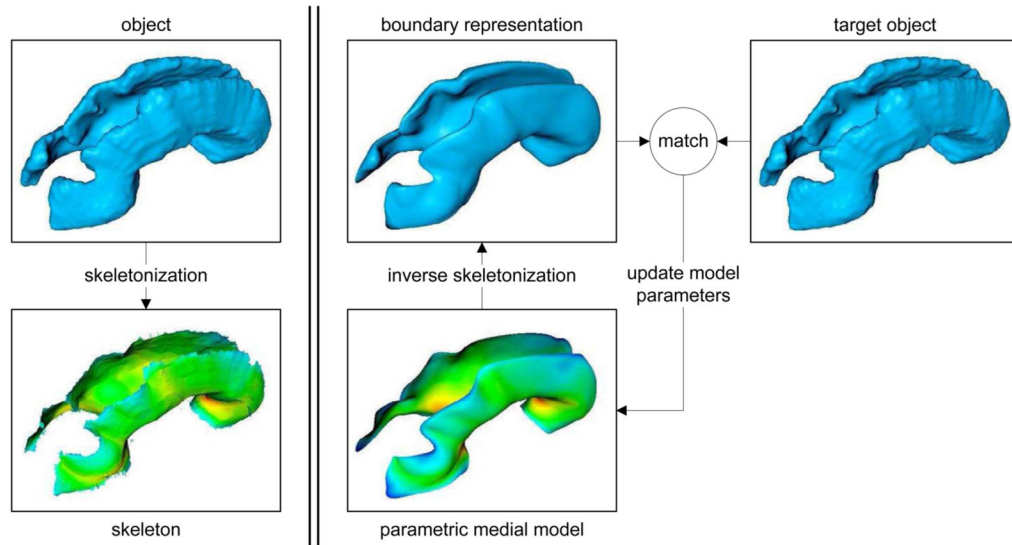 object
boundary representation
target object
match
skeletonization
inverse skeletonization
update model
parameters
skeleton
parametric medial model